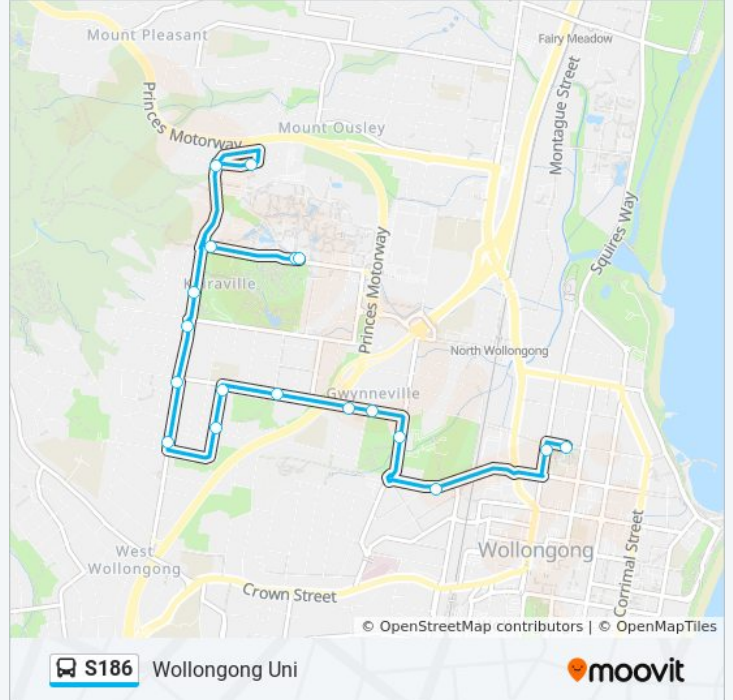 Mount Pleasant
Fairy Meadow
Princes Motorway
Mount Ousley
Montague Street
Squires Way
Keiraville
Princes Motorway
North Wollongong
Gwynneville
Wollongong
West
Wollongong
Crown Street
Corrimal Street
© OpenStreetMap contributors | © OpenMapTiles
S186 Wollongong Uni
moovit